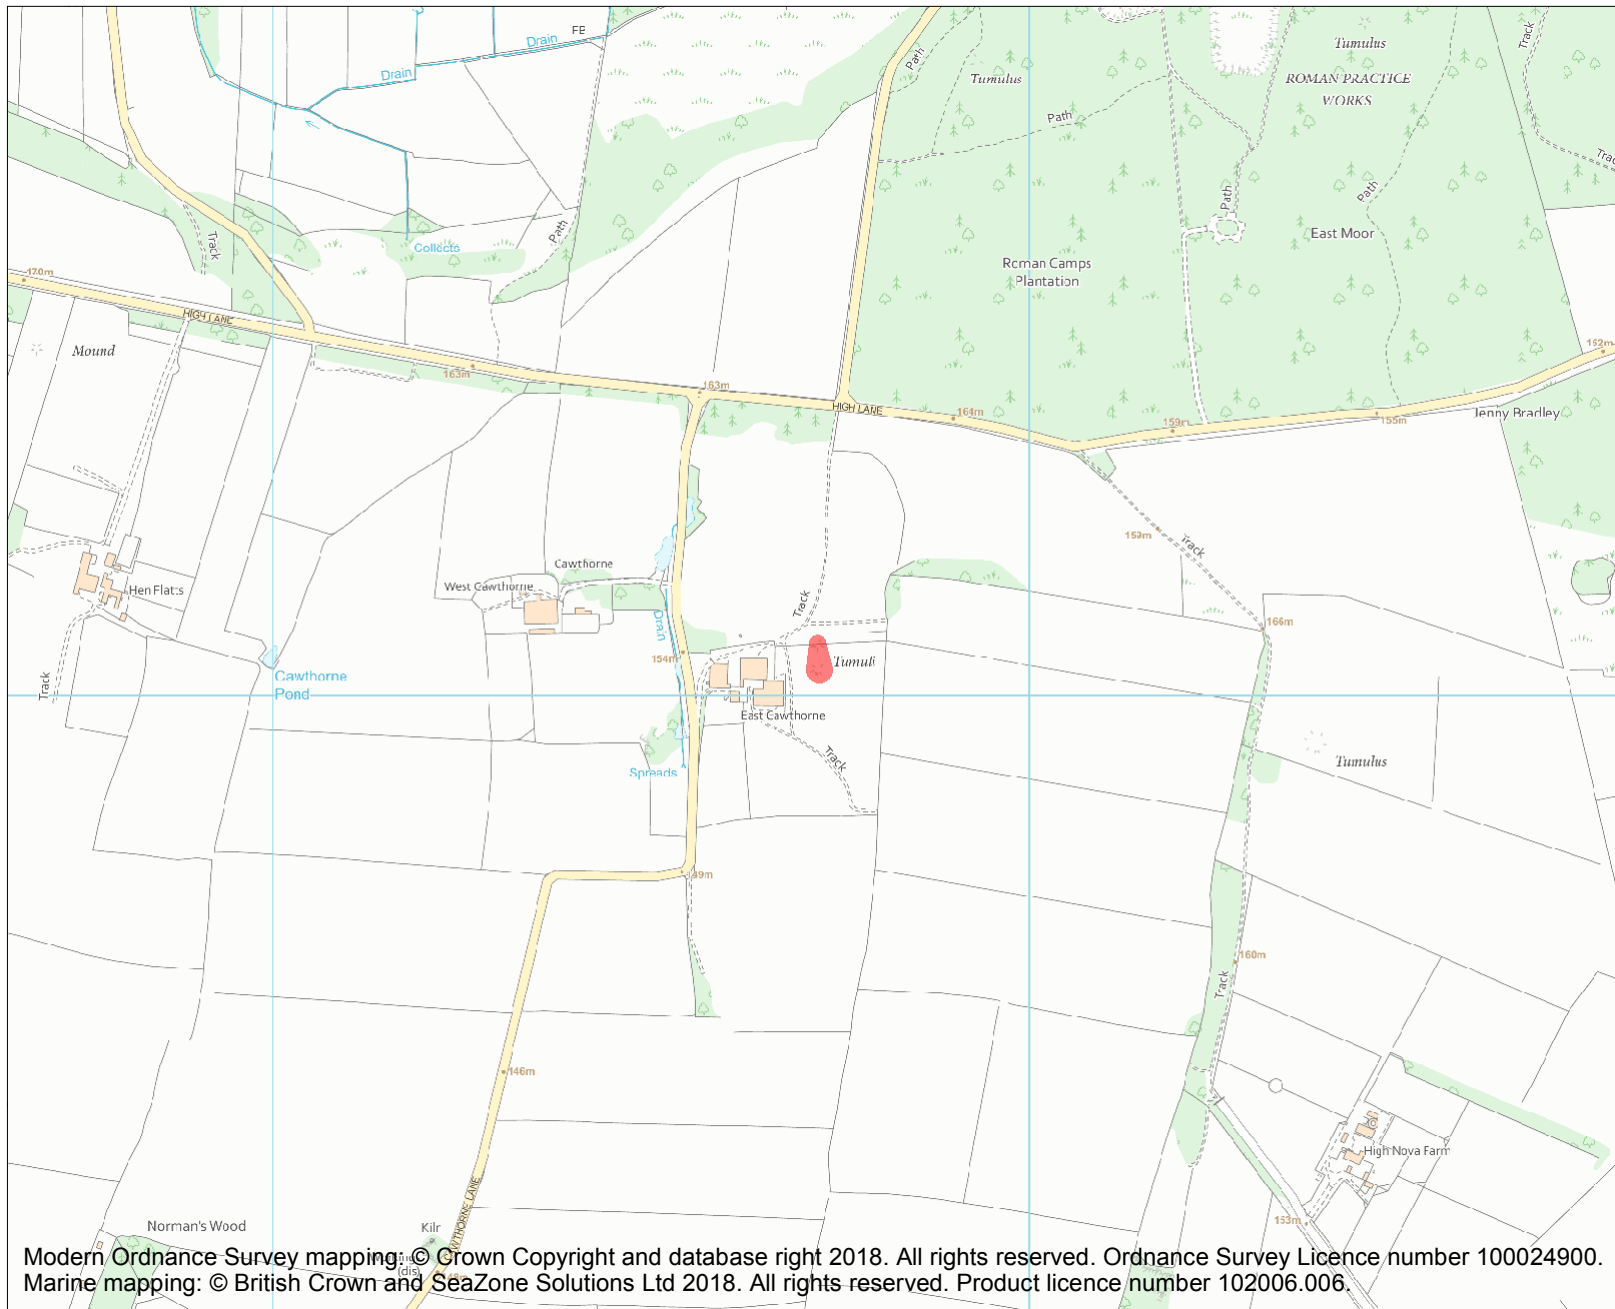 FB
Drain
Drain
Path
Tumulus
Tumulus
ROMAN PRACTICE
WORKS
Track
Path
Track
Path
Path
East Moor
Track
Path
Collects
Roman Camps
Plantation
170m
HIGH LANE
Mound
163m
163m
HIGH LANE
164m
159m
155m
152m
Jenny Bradley
159m
Track
Cawthorne
West Cawthorne
Hen Flatts
Track
Drain
166m
154m
Tumuli
Track
Cawthorne
Pond
East Cawthorne
Track
Spreads
Tumulus
149m
160m
Track
146m
High Nova Farm
153m
CAWTHORNE LANE
Norman's Wood
(dis)
Modern Ordnance Survey mapping: © Crown Copyright and database right 2018. All rights reserved. Ordnance Survey Licence number 100024900.
Marine mapping: © British Crown and SeaZone Solutions Ltd 2018. All rights reserved. Product licence number 102006.006.